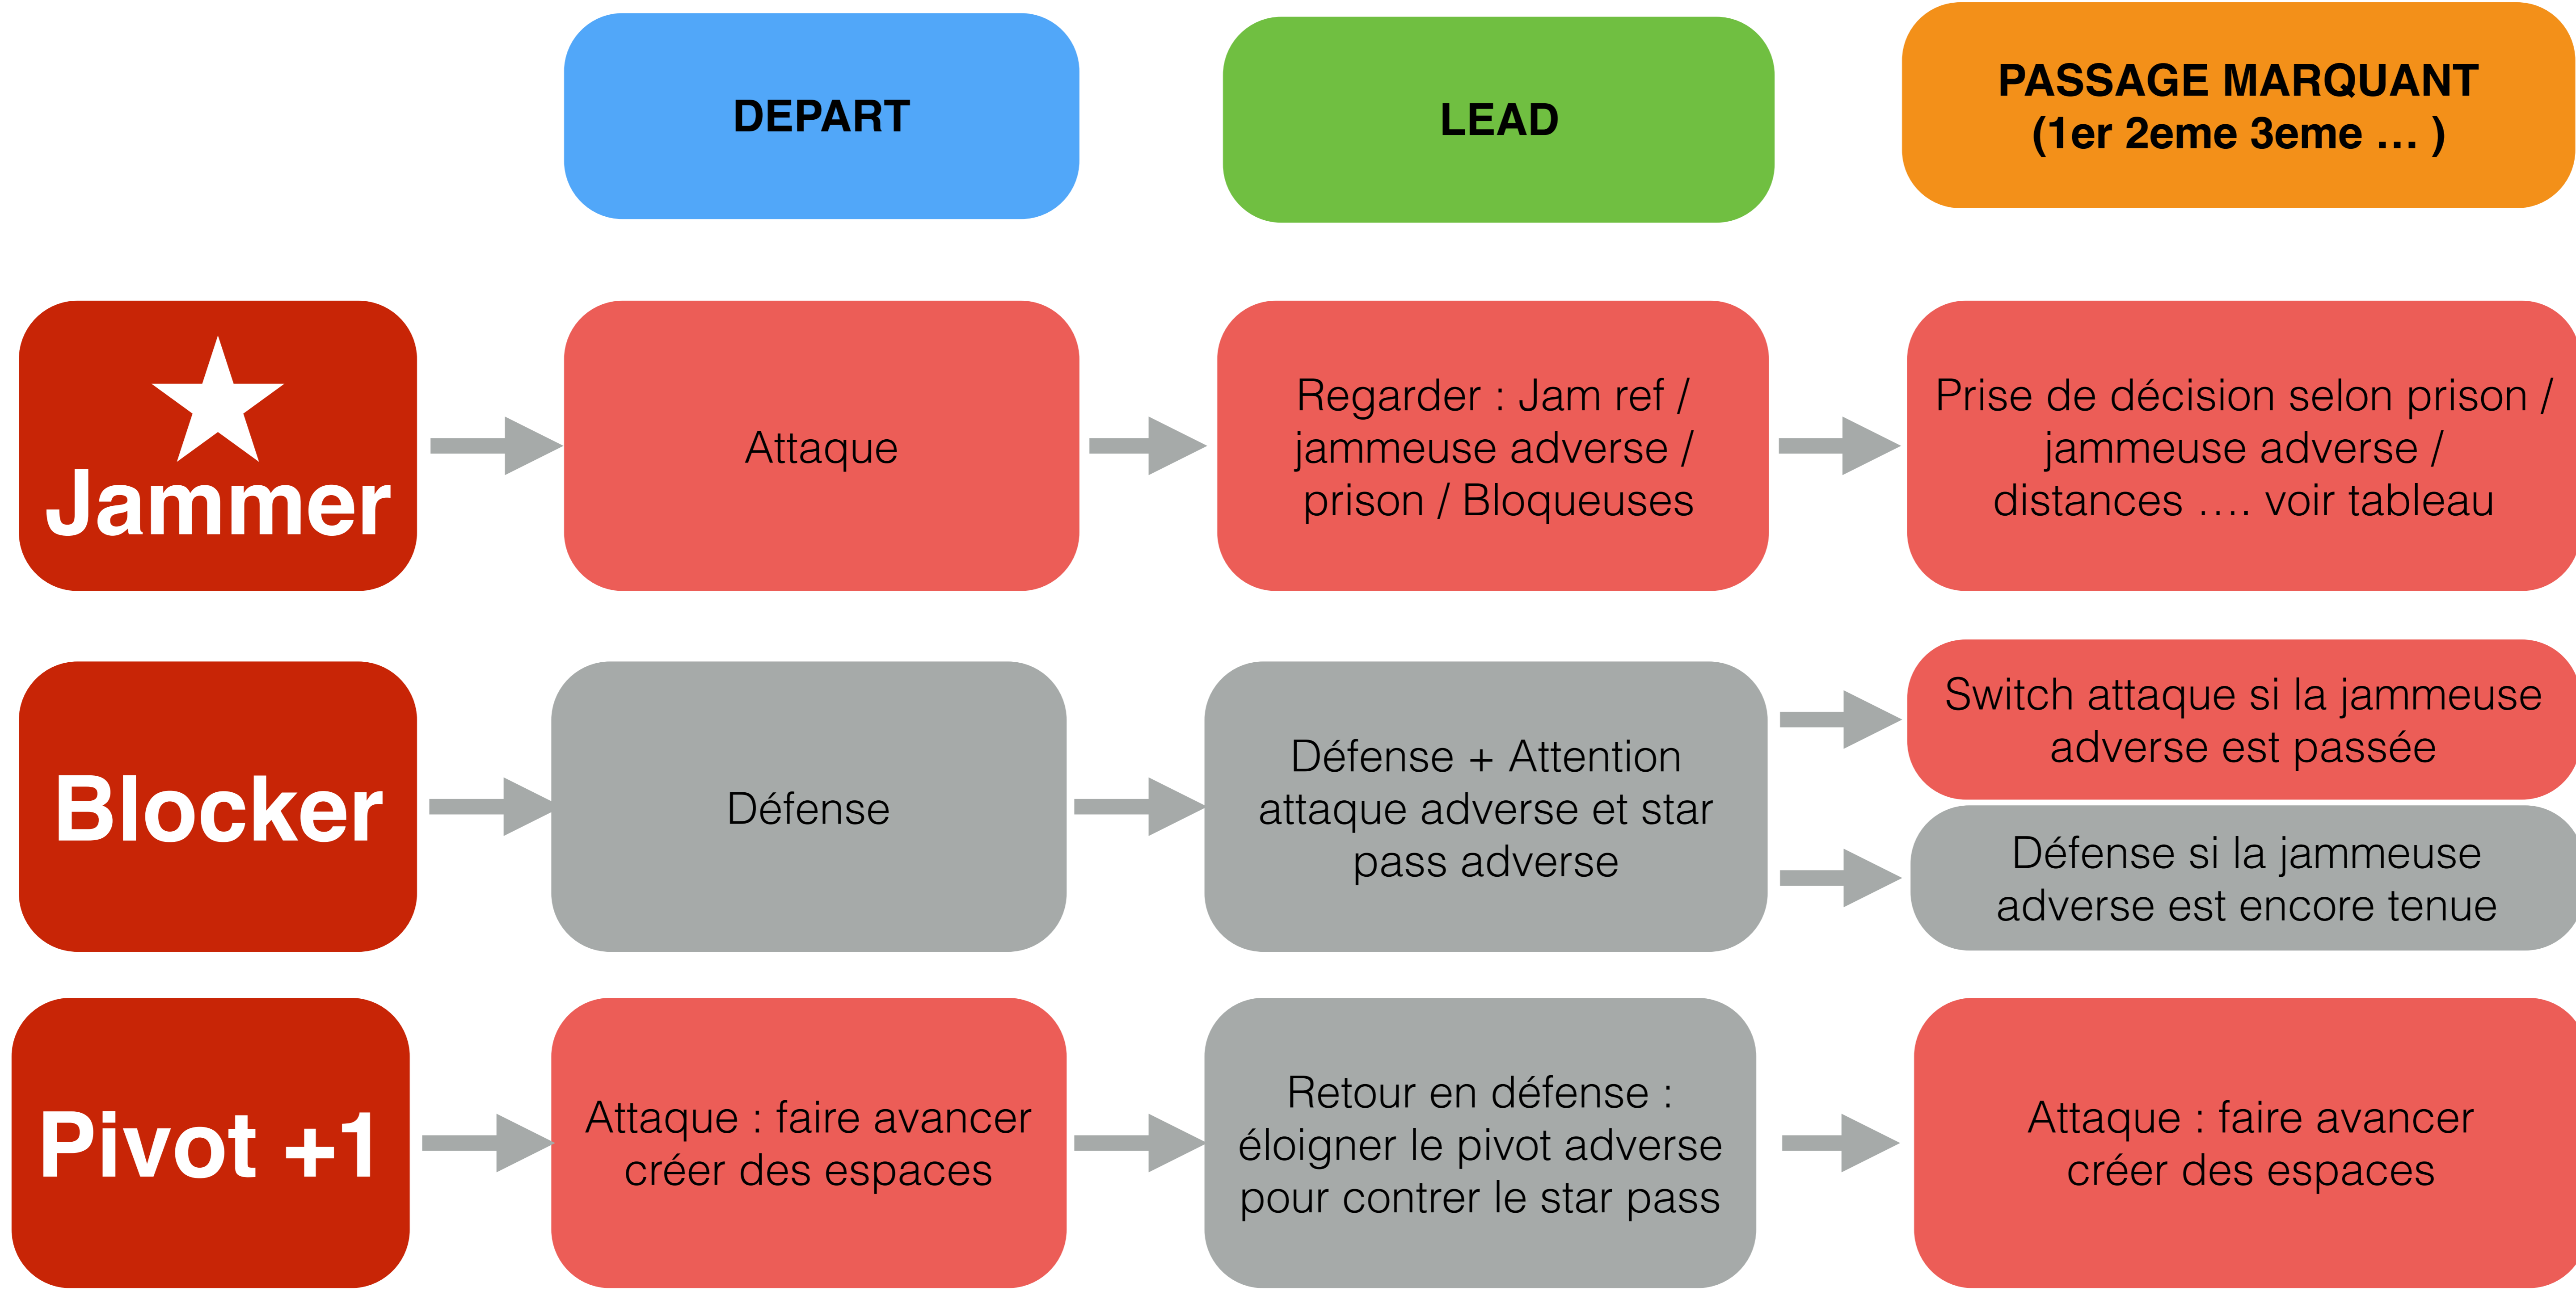 DEPART
LEAD
PASSAGE MARQUANT
(1er 2eme 3eme … )
Jammer
Attaque
Regarder : Jam ref /
jammeuse adverse /
prison / Bloqueuses
Prise de décision selon prison /
jammeuse adverse /
distances …. voir tableau
Blocker
Défense
Défense + Attention
attaque adverse et star
pass adverse
Switch attaque si la jammeuse
adverse est passée
Défense si la jammeuse
adverse est encore tenue
Pivot +1
Attaque : faire avancer
créer des espaces
Retour en défense :
éloigner le pivot adverse
pour contrer le star pass
Attaque : faire avancer
créer des espaces